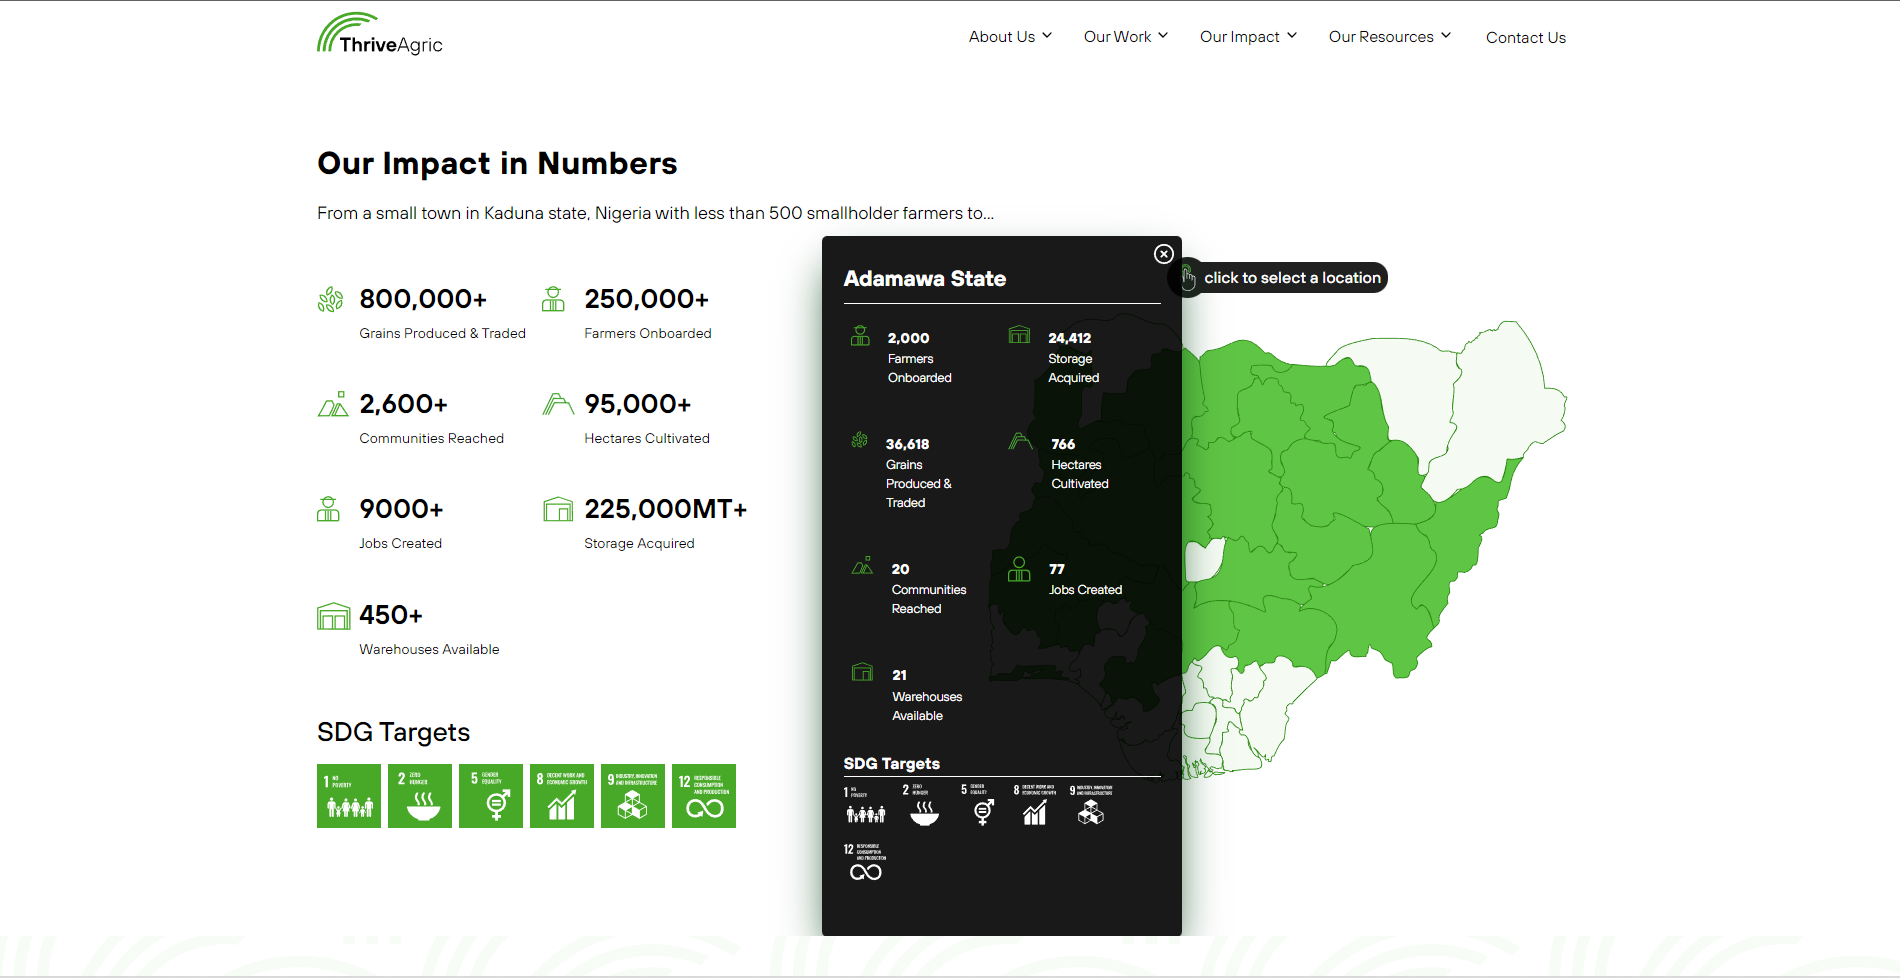 ThriveAgric
About Us
Our Work
Our Impact
Our Resources
Contact Us
Our Impact in Numbers
From a small town in Kaduna state, Nigeria with less than 500 smallholder farmers to...
800,000+
Grains Produced & Traded
250,000+
Farmers Onboarded
2,600+
Communities Reached
95,000+
Hectares Cultivated
9000+
Jobs Created
225,000MT+
Storage Acquired
450+
Warehouses Available
SDG Targets
1 NO
POVERTY
2 ZERO
HUNGER
5 GENDER
EQUALITY
8 DECENT WORK AND
ECONOMIC GROWTH
9 INDUSTRY, INNOVATION
AND INFRASTRUCTURE
12 RESPONSIBLE
CONSUMPTION
AND PRODUCTION
Adamawa State
2,000
Farmers
Onboarded
24,412
Storage
Acquired
36,618
Grains
Produced &
Traded
766
Hectares
Cultivated
20
Communities
Reached
77
Jobs Created
21
Warehouses
Available
SDG Targets
1 NO
POVERTY
2 ZERO
HUNGER
5 GENDER
EQUALITY
8 DECENT WORK AND
ECONOMIC GROWTH
9 INDUSTRY, INNOVATION
AND INFRASTRUCTURE
12 RESPONSIBLE
CONSUMPTION
AND PRODUCTION
click to select a location